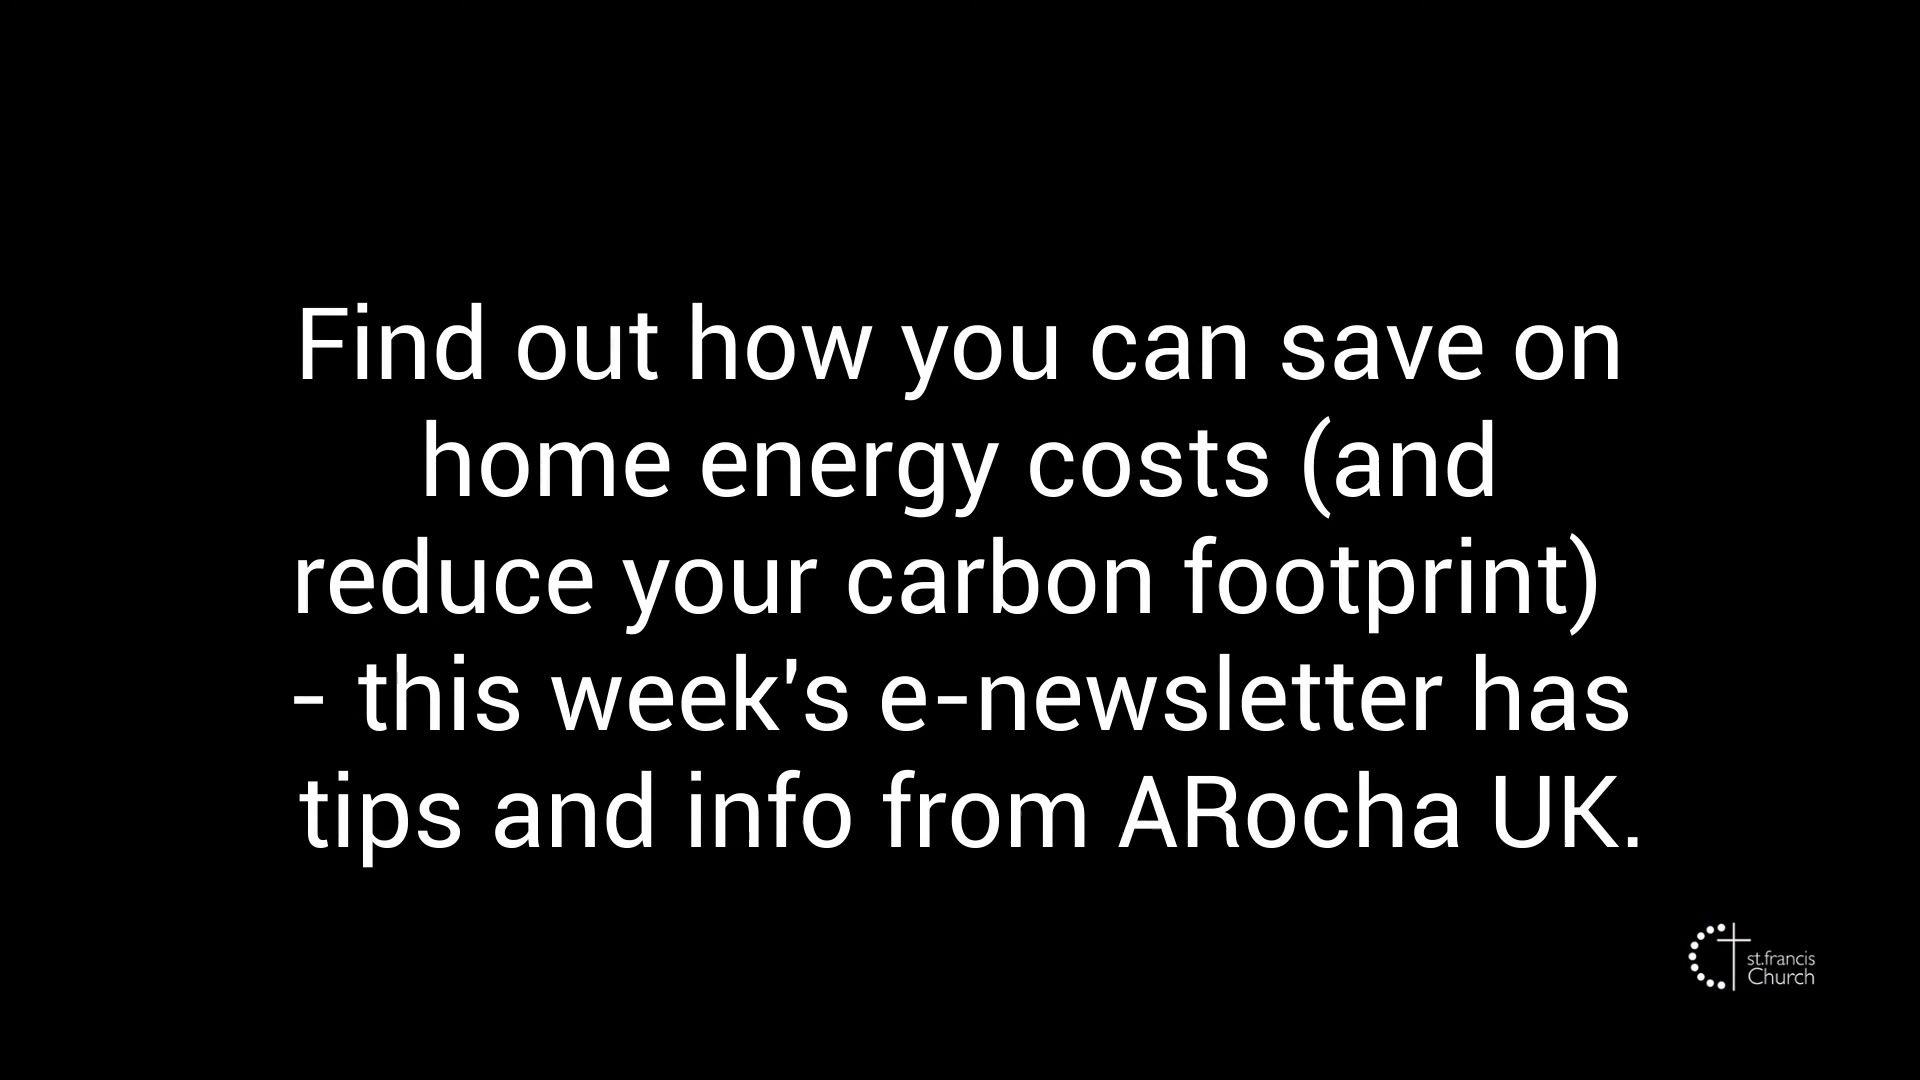 Find out how you can save on
home energy costs (and
reduce your carbon footprint)
- this week's e-newsletter has
tips and info from ARocha UK.
st.francis
Church